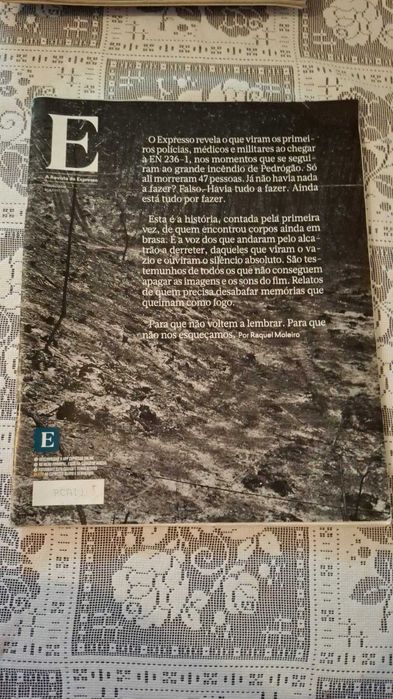 E
A Revista do Expresso
O Expresso revela o que viram os primei-
ros polícias, médicos e militares ao chegar
à EN 236-1, nos momentos que se segui-
ram ao grande incêndio de Pedrógão. Só
ali morreram 47 pessoas. Já não havia nada
a fazer? Falso. Havia tudo a fazer. Ainda
está tudo por fazer.
Esta é a história, contada pela primeira
vez, de quem encontrou corpos ainda em
brasa. É a voz dos que andaram pelo alca-
trão a derreter, daqueles que viram o va-
zio e ouviram o silêncio absoluto. São tes-
temunhos de todos os que não conseguem
apagar as imagens e os sons do fim. Relatos
de quem precisa desabafar memórias que
queimam como fogo.
Para que não voltem a lembrar. Para que
não nos esqueçamos. Por Raquel Moleiro
E